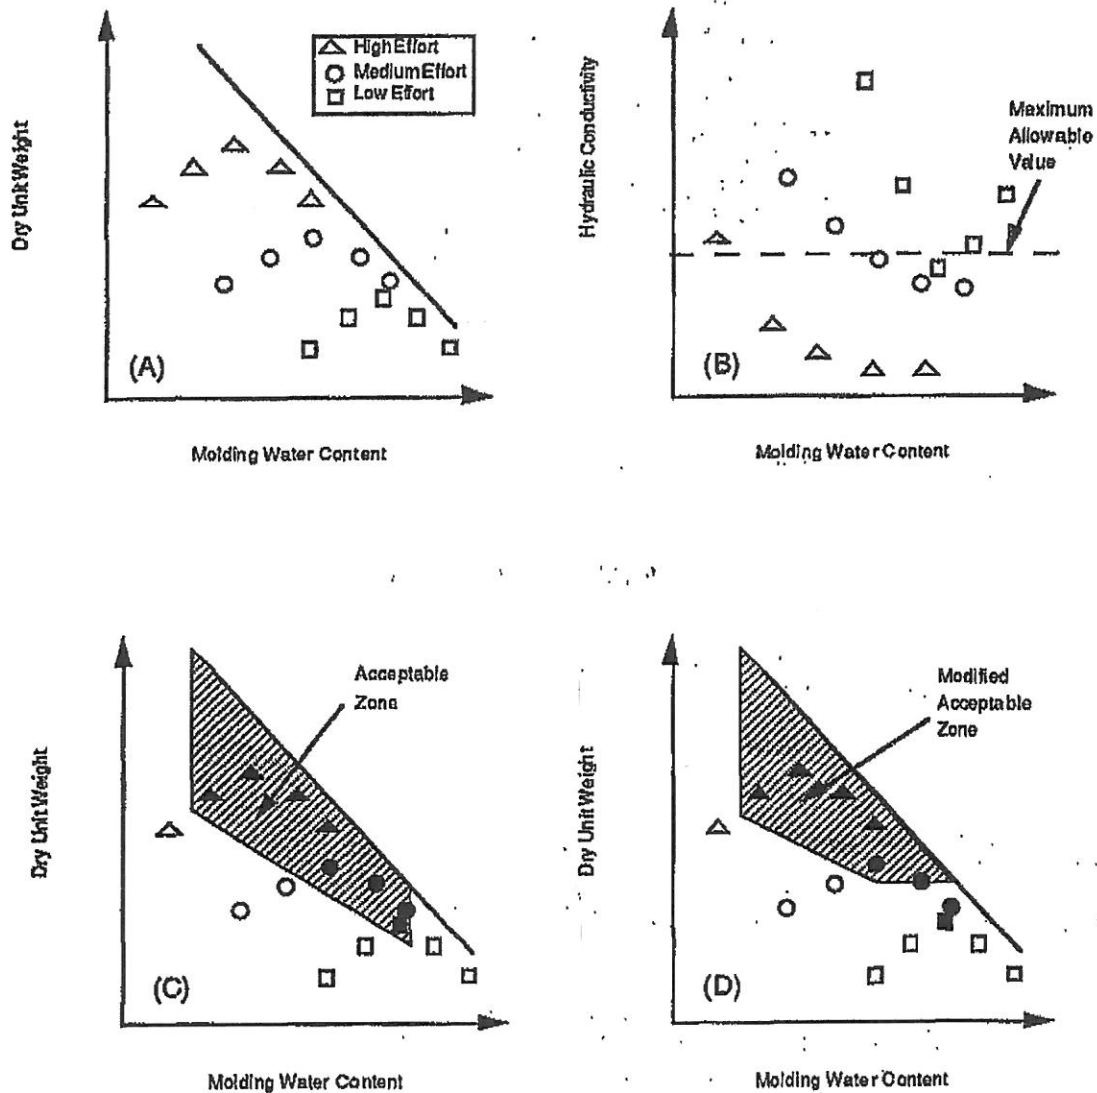 Dry Unit Weight
High Effort
Medium Effort
Low Effort
(A)
Molding Water Content
Hydraulic Conductivity
Maximum
Allowable
Value
(B)
Molding Water Content
Dry Unit Weight
Acceptable
Zone
(C)
Molding Water Content
Dry Unit Weight
Modified
Acceptable
Zone
(D)
Molding Water Content